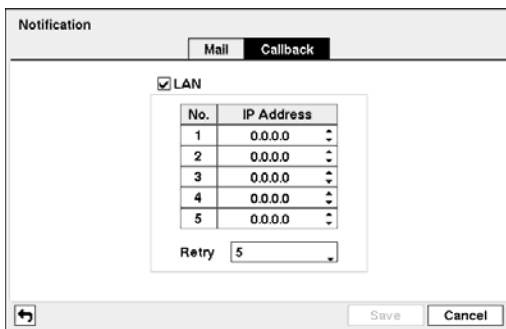 Notification
Mail Callback
LAN
No. IP Address
1 0.0.0.0
2 0.0.0.0
3 0.0.0.0
4 0.0.0.0
5 0.0.0.0
Retry 5
Save Cancel